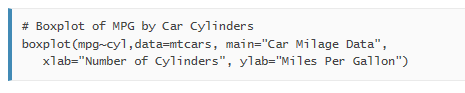 # Boxplot of MPG by Car Cylinders
boxplot(mpg~cyl,data=mtcars, main="Car Milage Data",
   xlab="Number of Cylinders", ylab="Miles Per Gallon")